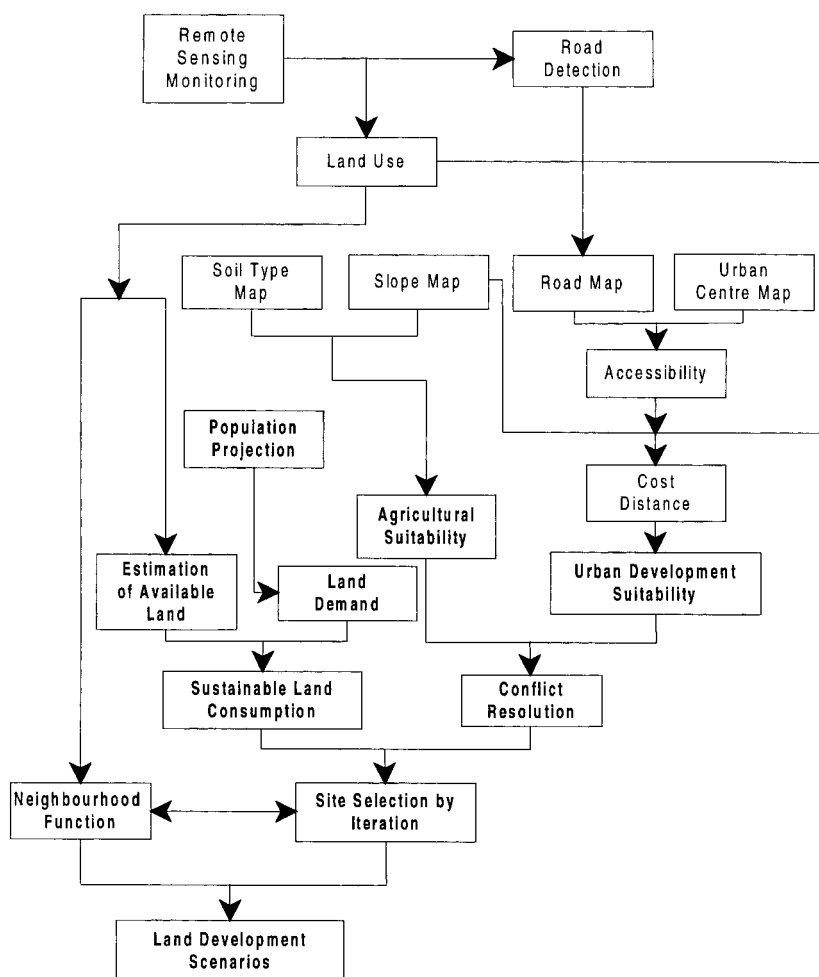 Remote
Sensing
Monitoring
Road
Detection
Land Use
Soil Type
Map
Slope Map
Road Map
Urban
Centre Map
Accessibility
Population
Projection
Cost
Distance
Agricultural
Suitability
Estimation
of Available
Land
Land
Demand
Urban Development
Suitability
Sustainable Land
Consumption
Conflict
Resolution
Neighbourhood
Function
Site Selection by
Iteration
Land Development
Scenarios